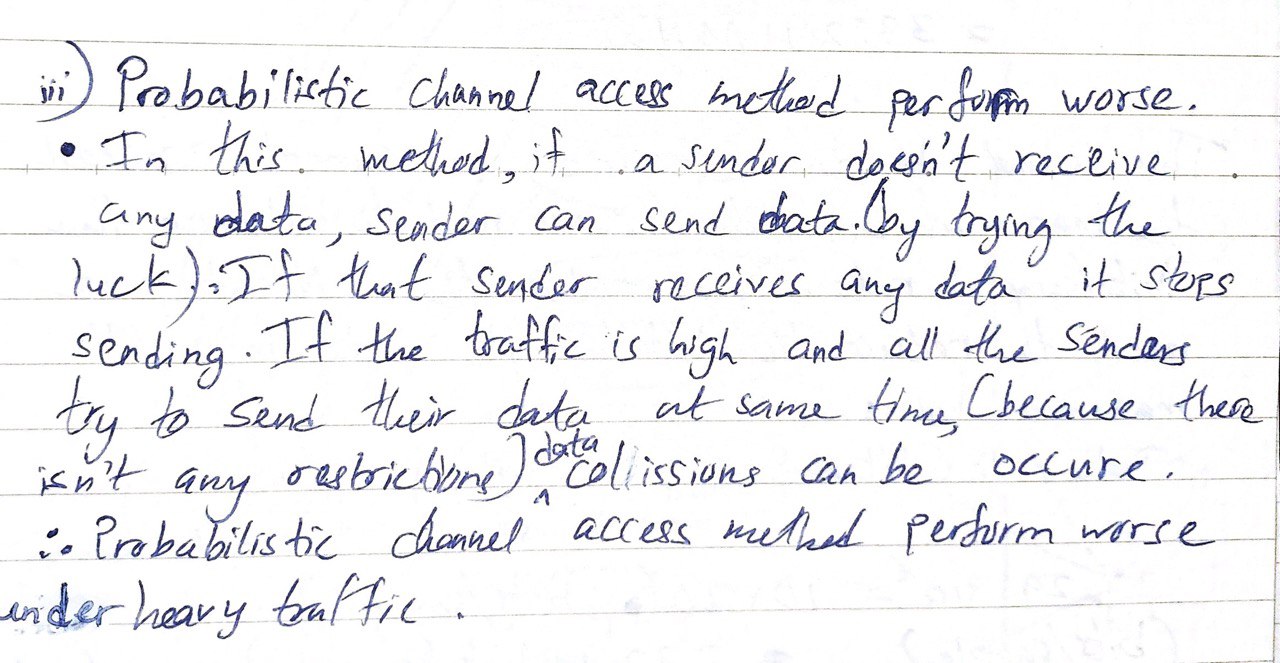 iii) Probabilistic channel access method perform worse.
• In this method, if a sender doesn't receive
any data, sender can send data. (by trying the
luck). If that sender receives any data it stops
sending. If the traffic is high and all the senders
try to send their data at same time, (because there
isn't any restrictions) data collissions can be occure.
∴ Probabilistic channel access method perform worse
under heavy traffic.